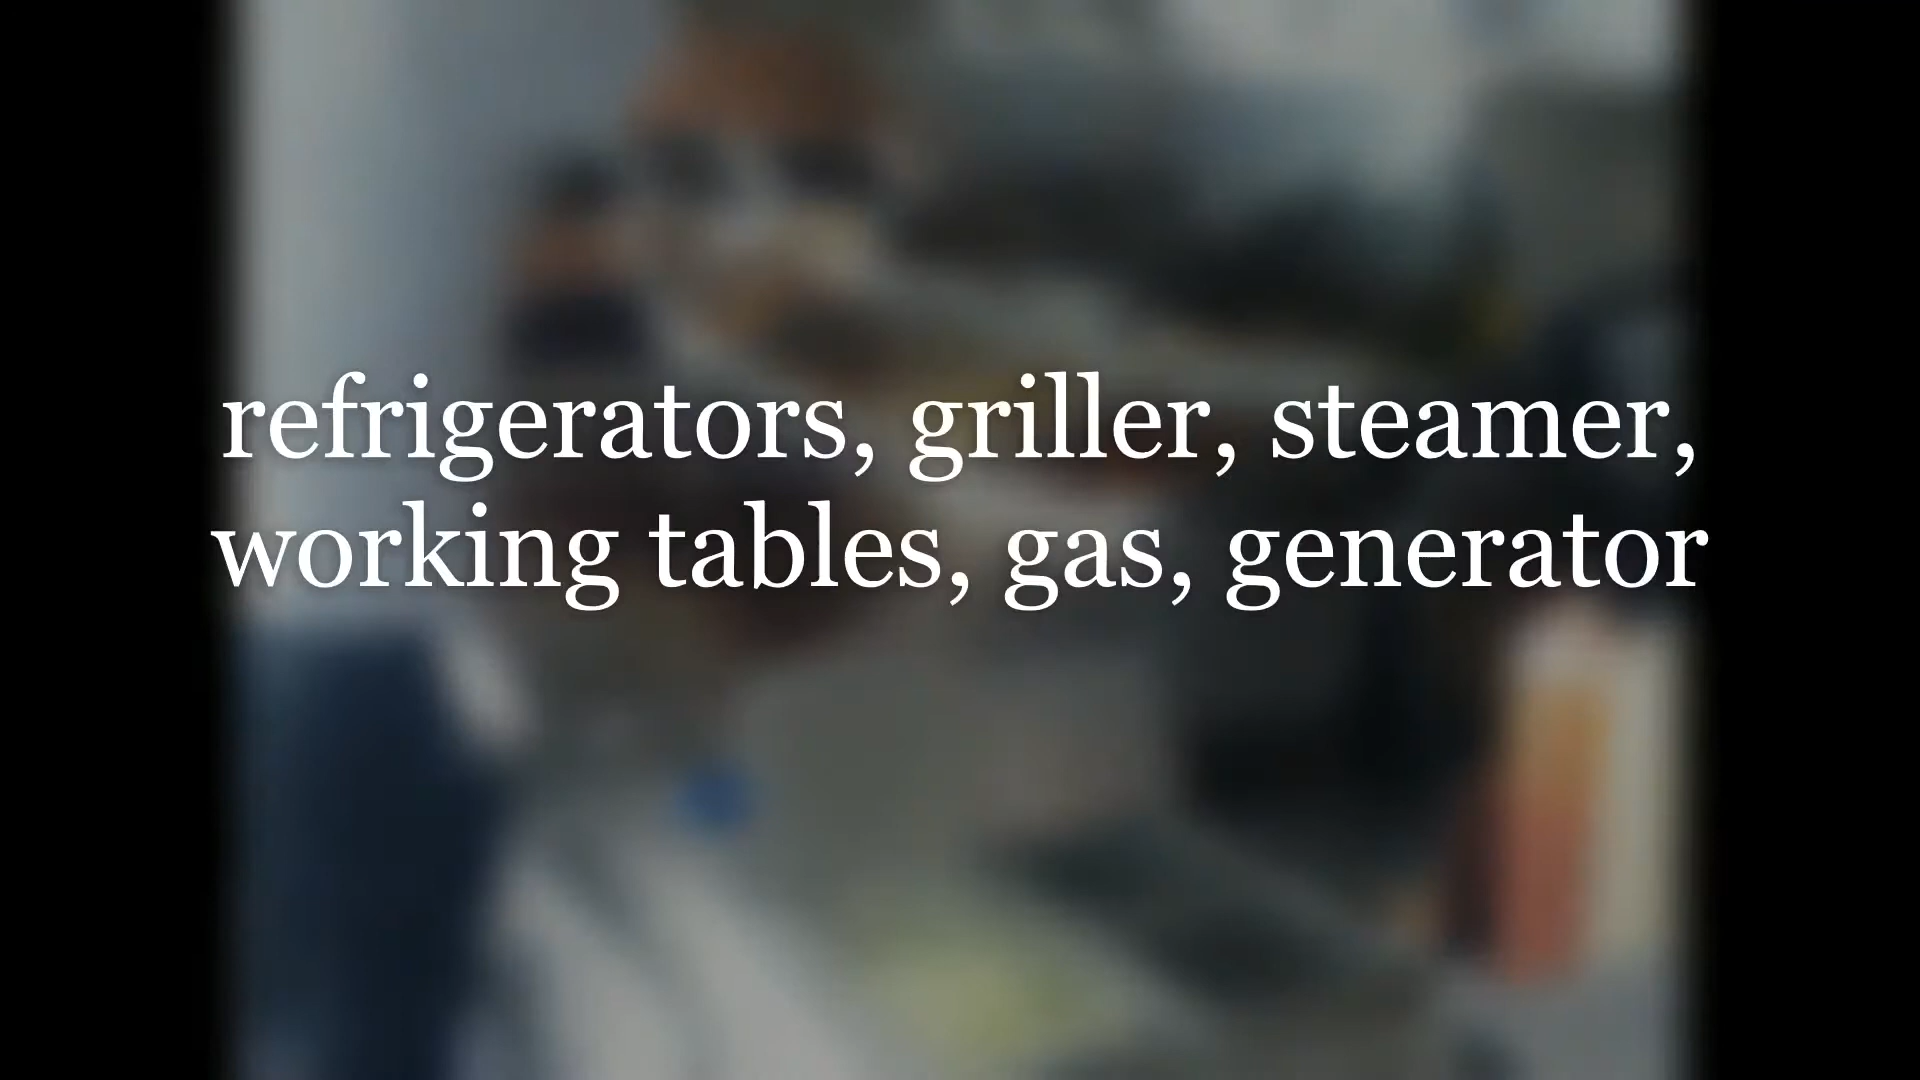 refrigerators, griller, steamer,
working tables, gas, generator